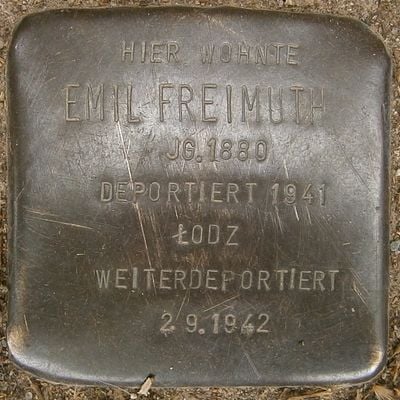 HIER WOHNTE
EMIL FREIMUTH
JG. 1880
DEPORTIERT 1941
ŁODZ
WEITERDEPORTIERT
2.9.1942